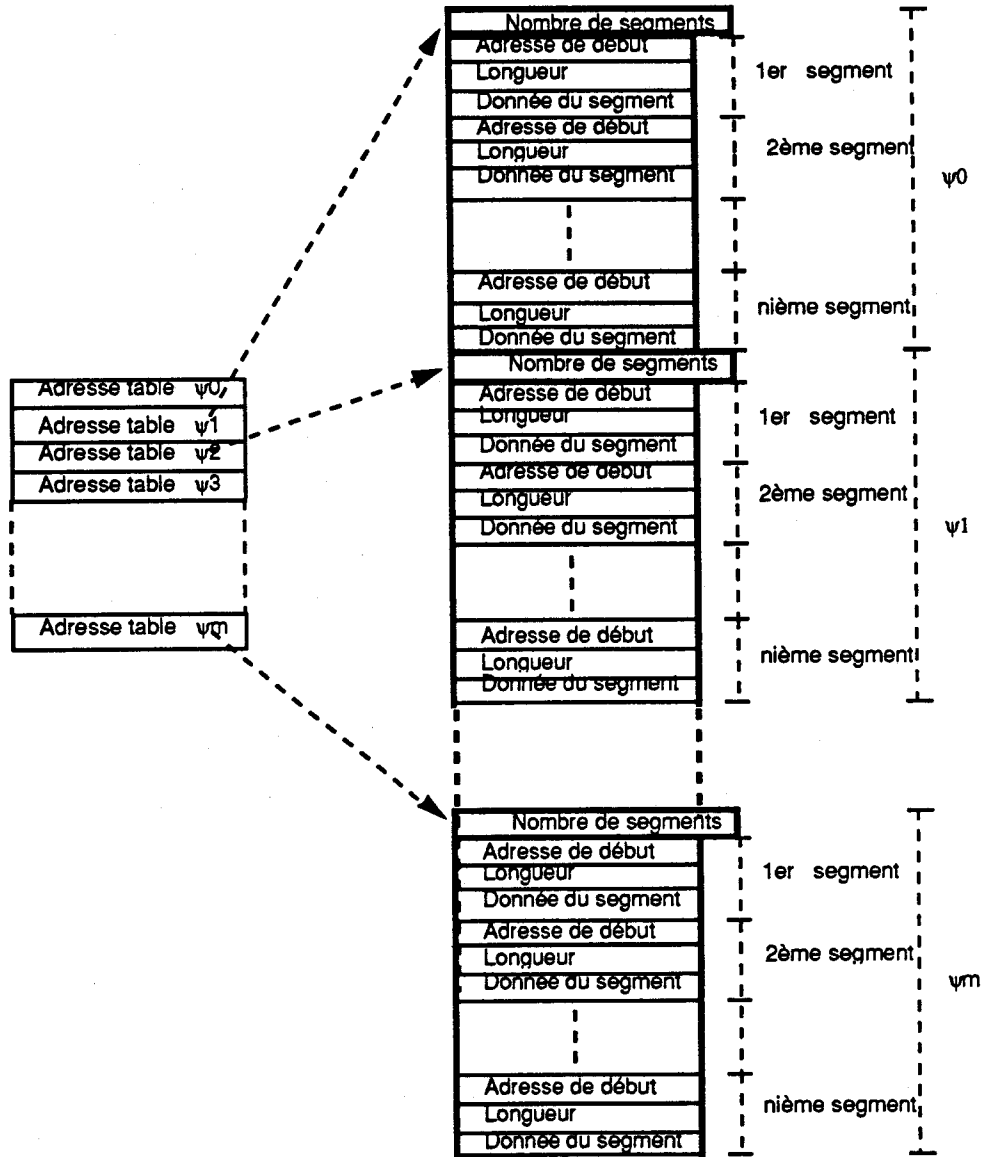 Nombre de segments
Adresse de début
Longueur
Donnée du segment
1er segment
Adresse de début
Longueur
Donnée du segment
2ème segment
ψ0
Adresse de début
Longueur
Donnée du segment
nième segment
Adresse table ψ0
Adresse table ψ1
Adresse table ψ2
Adresse table ψ3
Adresse table ψm
Nombre de segments
Adresse de début
Longueur
Donnée du segment
1er segment
Adresse de début
Longueur
Donnée du segment
2ème segment
ψ1
Adresse de début
Longueur
Donnée du segment
nième segment
Nombre de segments
Adresse de début
Longueur
Donnée du segment
1er segment
Adresse de début
Longueur
Donnée du segment
2ème segment
ψm
Adresse de début
Longueur
Donnée du segment
nième segment